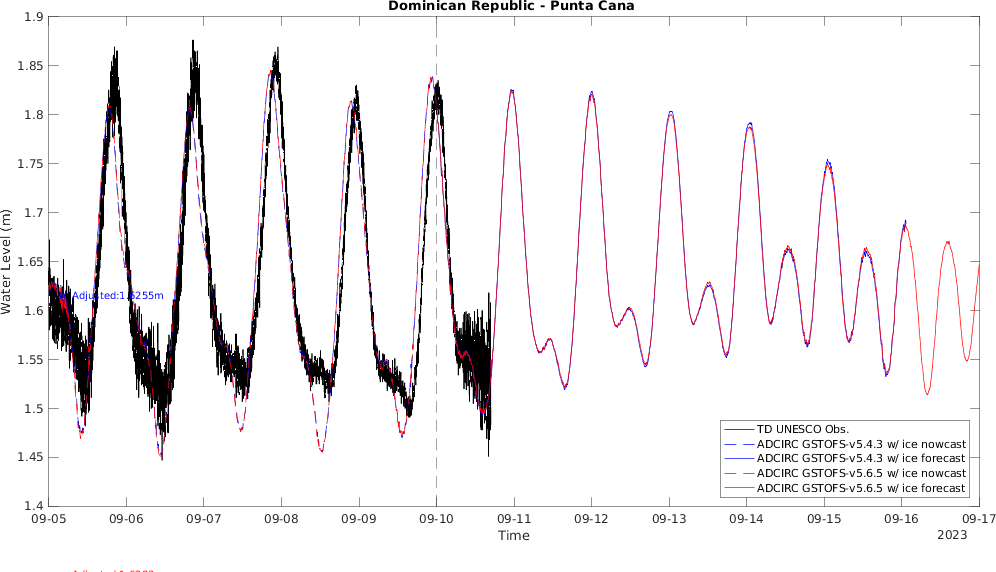 Dominican Republic - Punta Cana
Water Level (m)
1.9
1.85
1.8
1.75
1.7
1.65
1.6
1.55
1.5
1.45
1.4
Adjusted:1.6255m
TD UNESCO Obs.
ADCIRC GSTOFS-v5.4.3 w/ ice nowcast
ADCIRC GSTOFS-v5.4.3 w/ ice forecast
ADCIRC GSTOFS-v5.6.5 w/ ice nowcast
ADCIRC GSTOFS-v5.6.5 w/ ice forecast
09-05 09-06 09-07 09-08 09-09 09-10 09-11 09-12 09-13 09-14 09-15 09-16 09-17
Time
2023